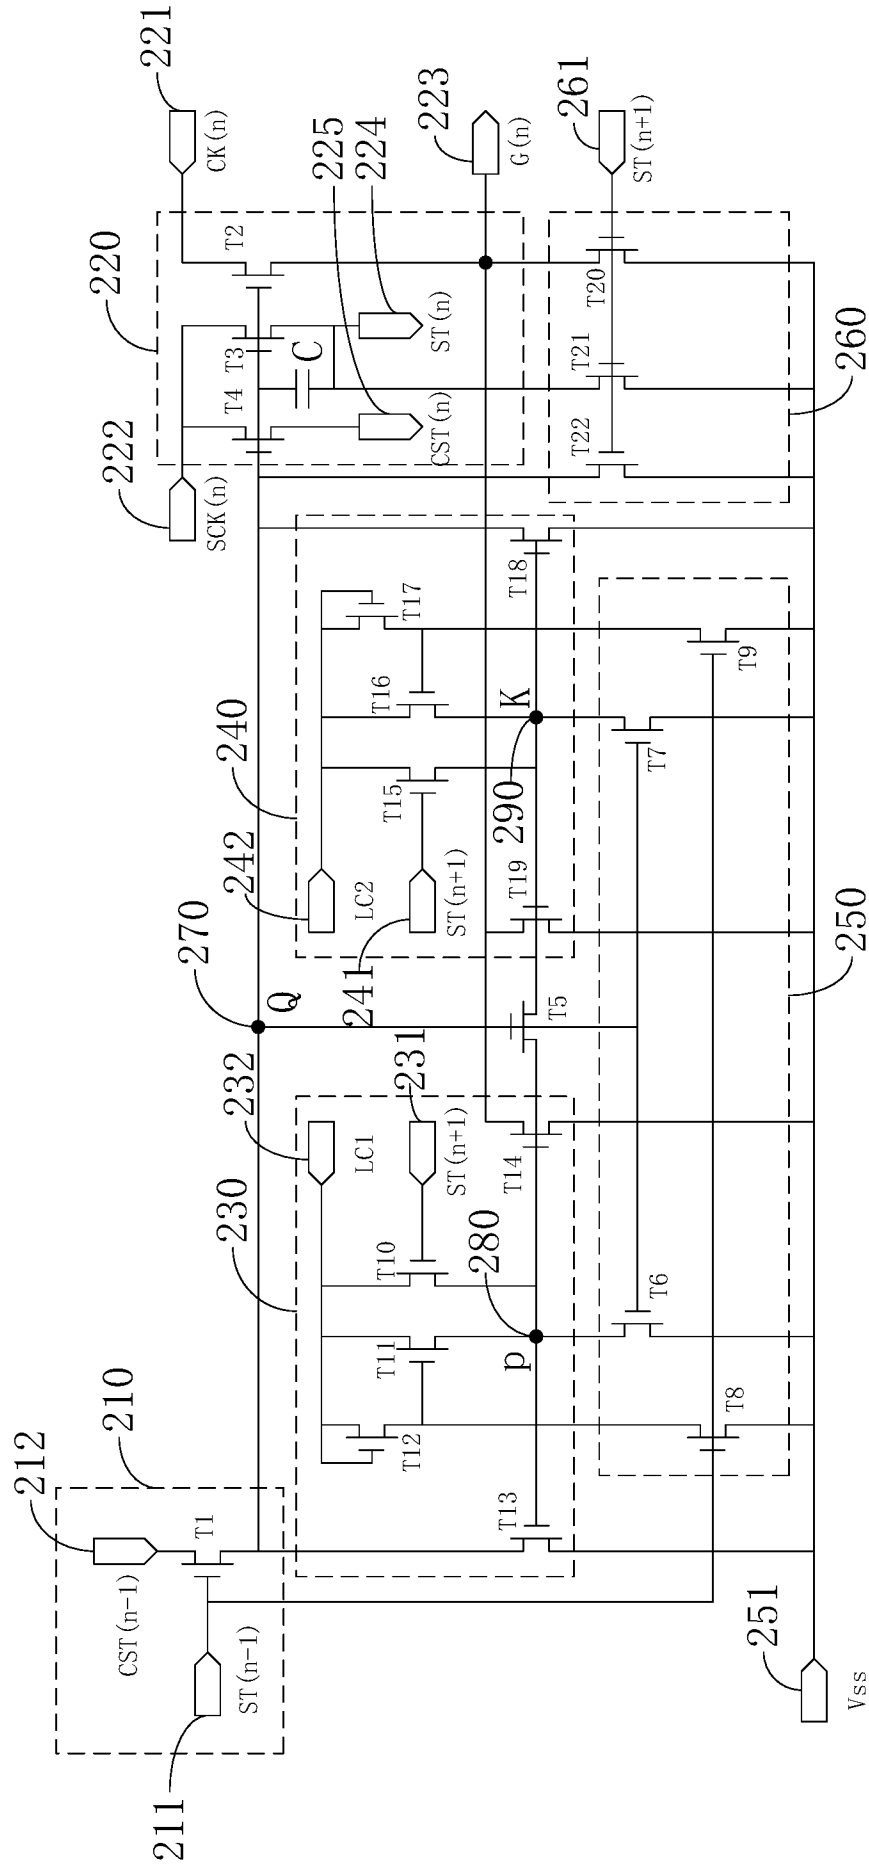 221
CK(n)
222
SCK(n)
220
T2
T3
T4
C
225
224
ST(n)
CST(n)
223
G(n)
261
ST(n+1)
T20
T21
T22
260
240
242
LC2
241
ST(n+1)
T15
T16
T17
T18
T19
K
290
270
Q
T5
230
232
LC1
231
ST(n+1)
T10
T11
T12
T13
T14
p
280
T6
T7
T8
T9
250
210
212
CST(n-1)
T1
211
ST(n-1)
251
Vss